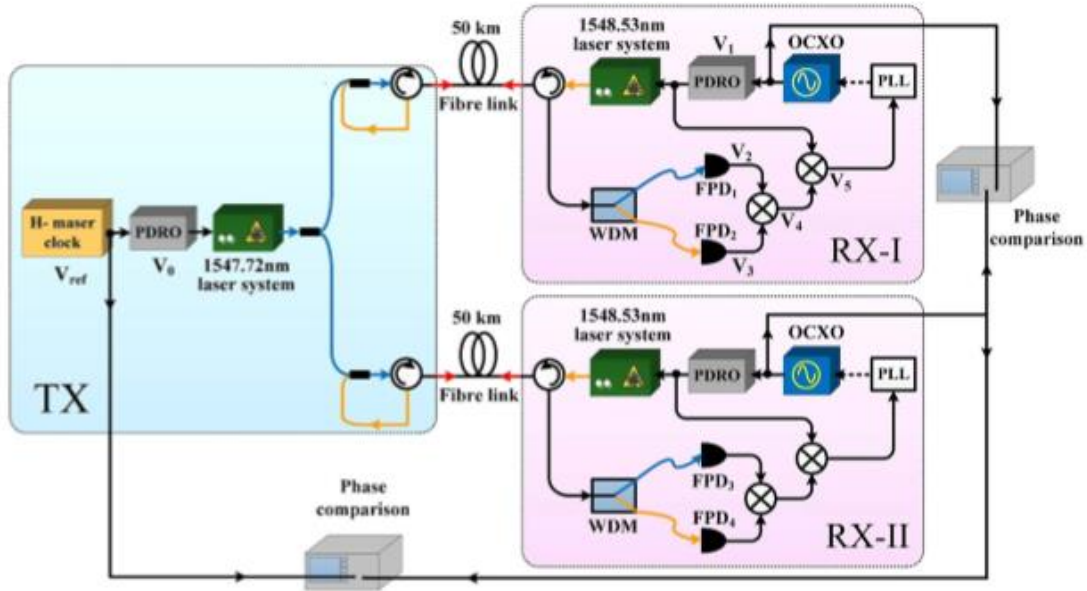 50 km
Fibre link
1548.53nm
laser system
V1
PDRO
OCXO
PLL
V2
FPD1
WDM
FPD2
V3
V4
V5
RX-I
Phase
comparison
H- maser
clock
Vref
PDRO
V0
1547.72nm
laser system
TX
50 km
Fibre link
1548.53nm
laser system
PDRO
OCXO
PLL
FPD3
WDM
FPD4
RX-II
Phase
comparison